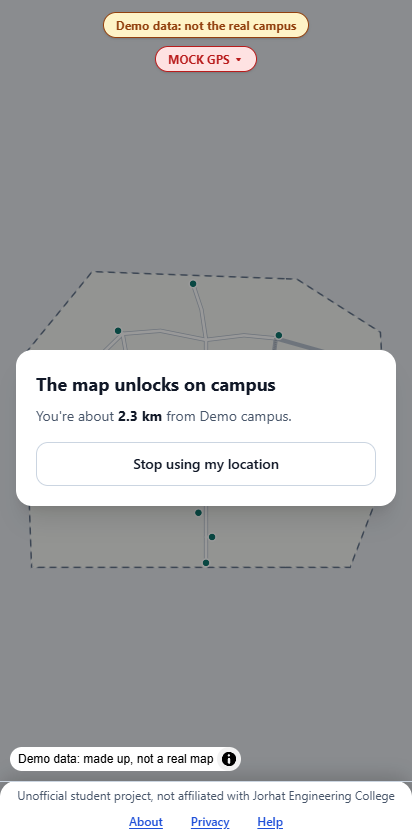 Demo data: not the real campus
MOCK GPS
The map unlocks on campus
You're about 2.3 km from Demo campus.
Stop using my location
Demo data: made up, not a real map
Unofficial student project, not affiliated with Jorhat Engineering College
About Privacy Help